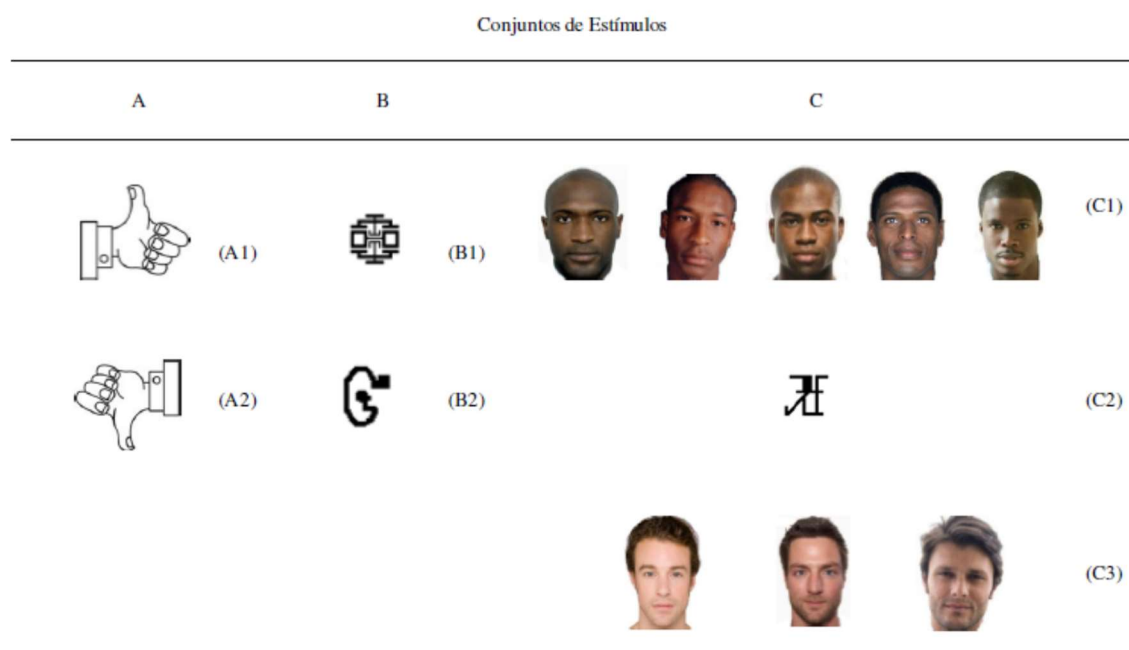 Conjuntos de Estímulos
A B C
(C1)
(A1) (B1)
(A2) (B2) (C2)
(C3)